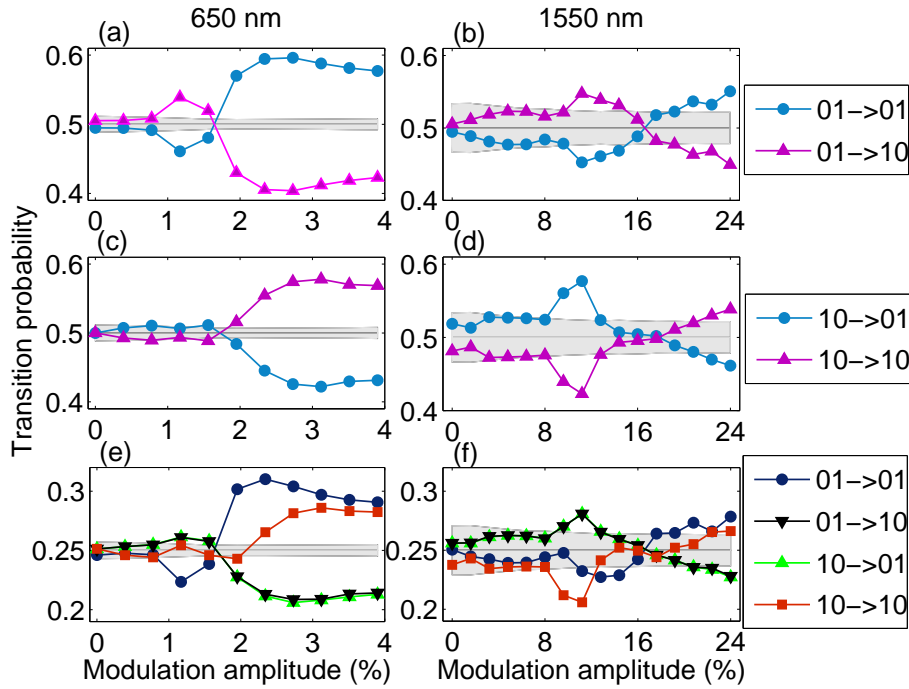 650 nm
1550 nm
(a)
(b)
0.6
0.5
0.4
0 1 2 3 4
0.6
0.5
0.4
0 8 16 24
01->01
01->10
(c)
(d)
0.6
0.5
0.4
0 1 2 3 4
0.6
0.5
0.4
0 8 16 24
10->01
10->10
Transition probability
(e)
(f)
0.3
0.25
0.2
0 1 2 3 4
0.3
0.25
0.2
0 8 16 24
01->01
01->10
10->01
10->10
Modulation amplitude (%)
Modulation amplitude (%)